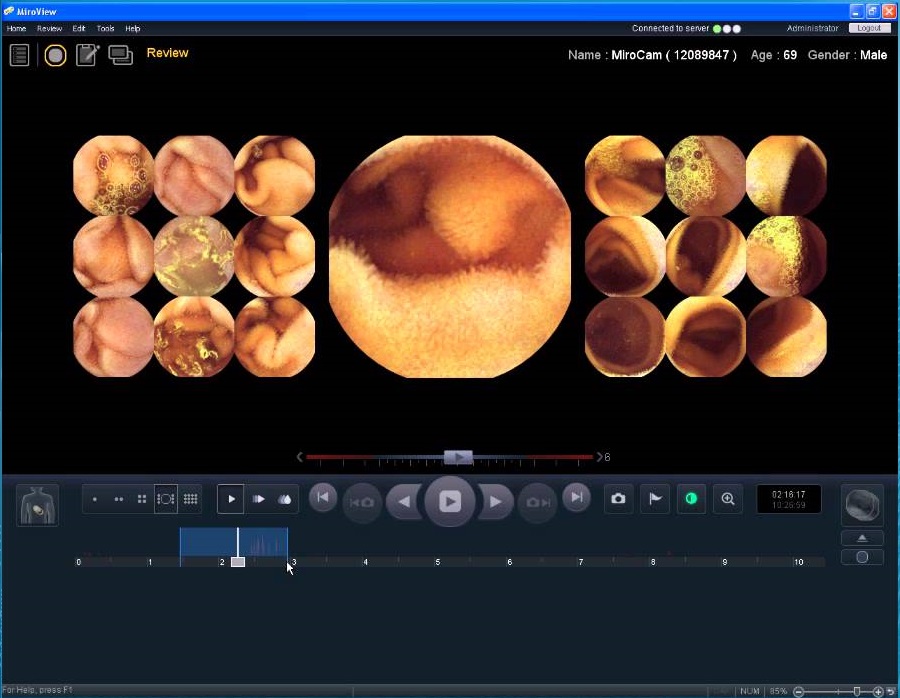 MiroView
Home Review Edit Tools Help Connected to server Administrator Logout
Review Name : MiroCam ( 12089847 ) Age : 69 Gender : Male
6
02:16:17
10:26:59
0 1 2 3 4 5 6 7 8 9 10
For Help, press F1 NUM 85%